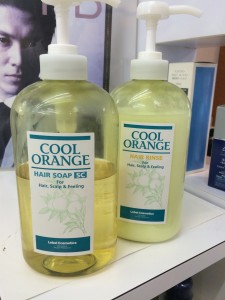 COOL
ORANGE
HAIR SOAP SC
For
Hair, Scalp & Feeling
Lebel Cosmetics
COOL
ORANGE
HAIR RINSE
For
Hair, Scalp & Feeling
Lebel Cosmetics